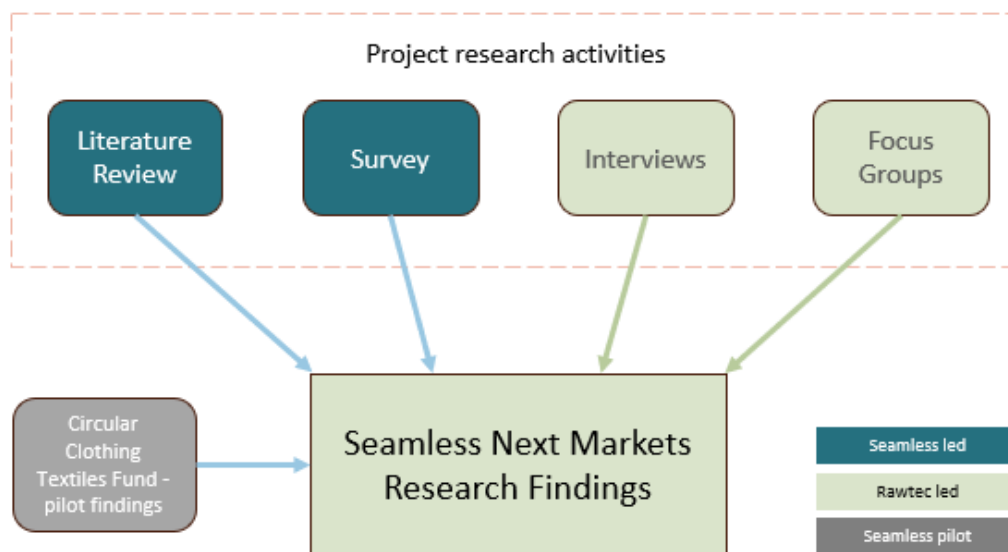 Project research activities
Literature
Review
Survey
Interviews
Focus
Groups
Circular
Clothing
Textiles Fund -
pilot findings
Seamless Next Markets
Research Findings
Seamless led
Rawtec led
Seamless pilot